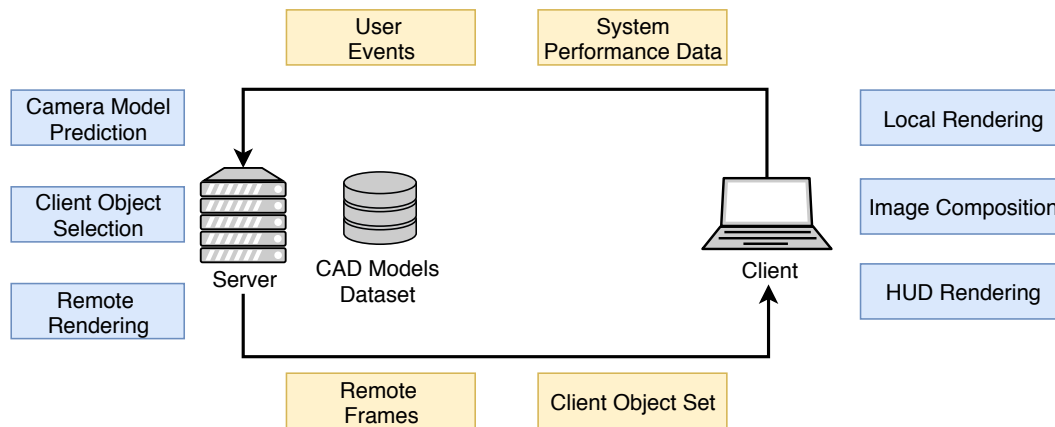 User
Events
System
Performance Data
Camera Model
Prediction
Local Rendering
Client Object
Selection
Image Composition
Server
CAD Models
Dataset
Client
Remote
Rendering
HUD Rendering
Remote
Frames
Client Object Set